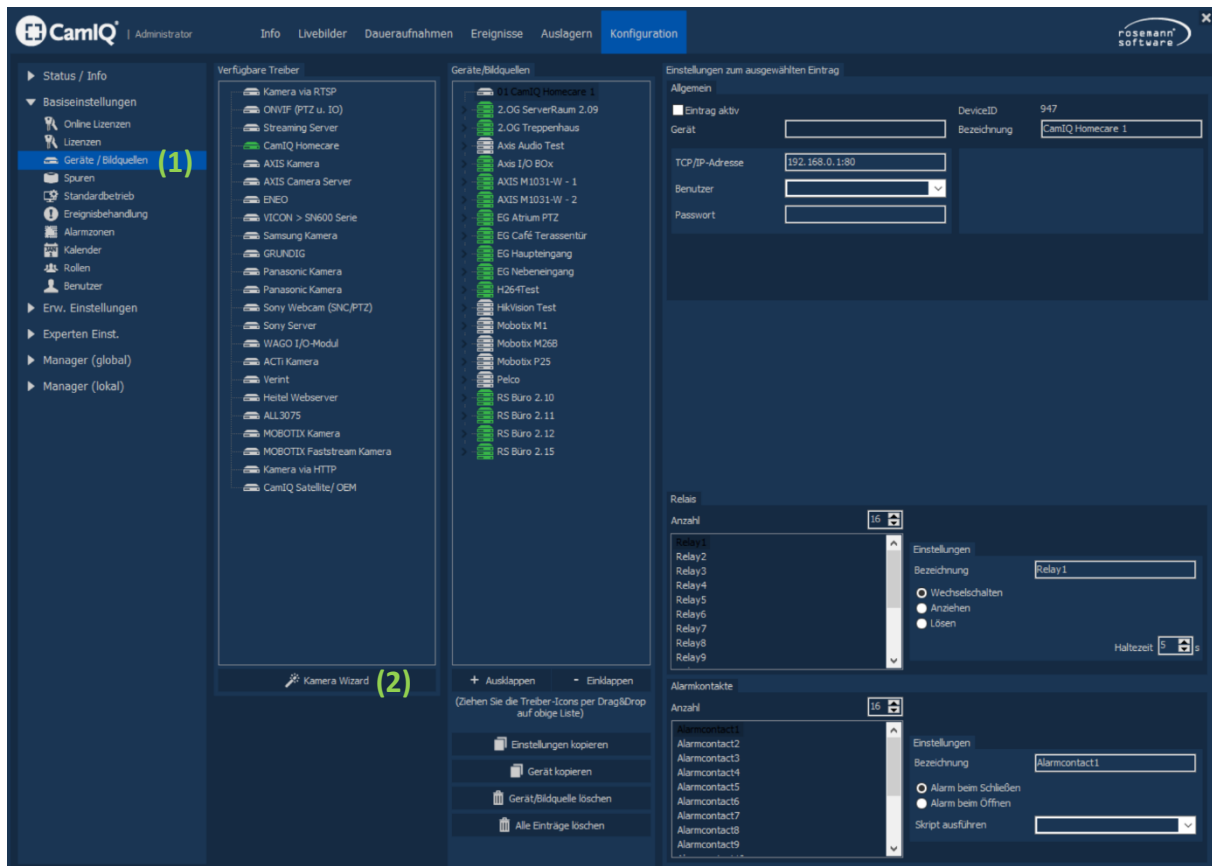 CamIQ° | Administrator
Info Livebilder Daueraufnahmen Ereignisse Auslagern Konfiguration
rosemann
software
Status / Info
Basiseinstellungen
Online Lizenzen
Lizenzen
Geräte / Bildquellen (1)
Spuren
Standardbetrieb
Ereignisbehandlung
Alarmzonen
Kalender
Rollen
Benutzer
Erw. Einstellungen
Experten Einst.
Manager (global)
Manager (lokal)
Verfügbare Treiber
Kamera via RTSP
ONVIF (PTZ u. IO)
Streaming Server
CamIQ Homecare
AXIS Kamera
AXIS Camera Server
ENEO
VICON > SN600 Serie
Samsung Kamera
GRUNDIG
Panasonic Kamera
Panasonic Kamera
Sony Webcam (SNC/PTZ)
Sony Server
WAGO I/O-Modul
ACTi Kamera
Verint
Heitel Webserver
ALL3075
MOBOTIX Kamera
MOBOTIX Faststream Kamera
Kamera via HTTP
CamIQ Satellite/ OEM
Kamera Wizard (2)
Geräte/Bildquellen
01 CamIQ Homecare 1
2.OG ServerRaum 2.09
2.OG Treppenhaus
Axis Audio Test
Axis I/O BOx
AXIS M1031-W - 1
AXIS M1031-W - 2
EG Atrium PTZ
EG Café Terassentür
EG Haupteingang
EG Nebeneingang
H264Test
HikVision Test
Mobotix M1
Mobotix M26B
Mobotix P25
Pelco
RS Büro 2.10
RS Büro 2.11
RS Büro 2.12
RS Büro 2.15
+ Ausklappen - Einklappen
(Ziehen Sie die Treiber-Icons per Drag&Drop
auf obige Liste)
Einstellungen kopieren
Gerät kopieren
Gerät/Bildquelle löschen
Alle Einträge löschen
Einstellungen zum ausgewählten Eintrag
Allgemein
Eintrag aktiv DeviceID 947
Gerät Bezeichnung CamIQ Homecare 1
TCP/IP-Adresse 192.168.0.1:80
Benutzer
Passwort
Relais
Anzahl 16
Relay1
Relay2
Relay3
Relay4
Relay5
Relay6
Relay7
Relay8
Relay9
Einstellungen
Bezeichnung Relay1
Wechselschalten
Anziehen
Lösen
Haltezeit 5 s
Alarmkontakte
Anzahl 16
Alarmcontact1
Alarmcontact2
Alarmcontact3
Alarmcontact4
Alarmcontact5
Alarmcontact6
Alarmcontact7
Alarmcontact8
Alarmcontact9
Einstellungen
Bezeichnung Alarmcontact1
Alarm beim Schließen
Alarm beim Öffnen
Skript ausführen